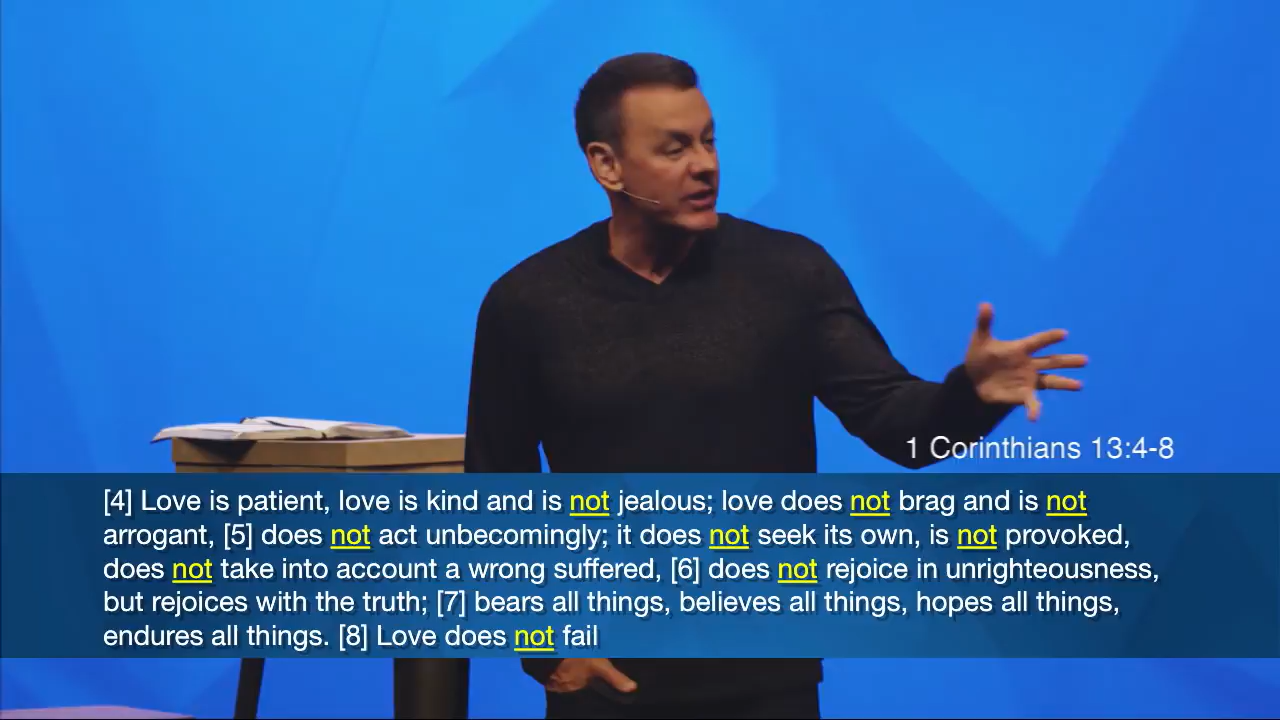 1 Corinthians 13:4-8
[4] Love is patient, love is kind and is not jealous; love does not brag and is not
arrogant, [5] does not act unbecomingly; it does not seek its own, is not provoked,
does not take into account a wrong suffered, [6] does not rejoice in unrighteousness,
but rejoices with the truth; [7] bears all things, believes all things, hopes all things,
endures all things. [8] Love does not fail